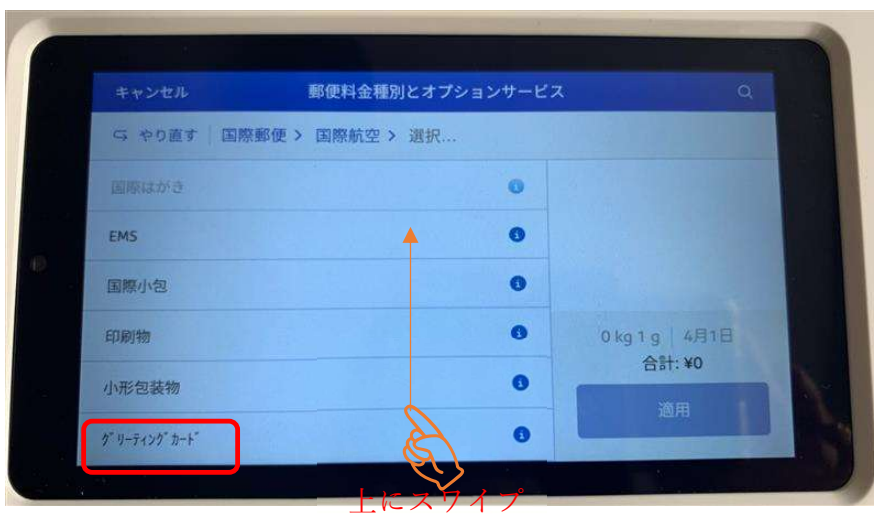 キャンセル 郵便料金種別とオプションサービス
やり直す 国際郵便 > 国際航空 > 選択...
国際はがき
EMS
国際小包
印刷物
小形包装物
グリーティングカード
0 kg 1 g | 4月1日
合計: ¥0
適用
上にスワイプ